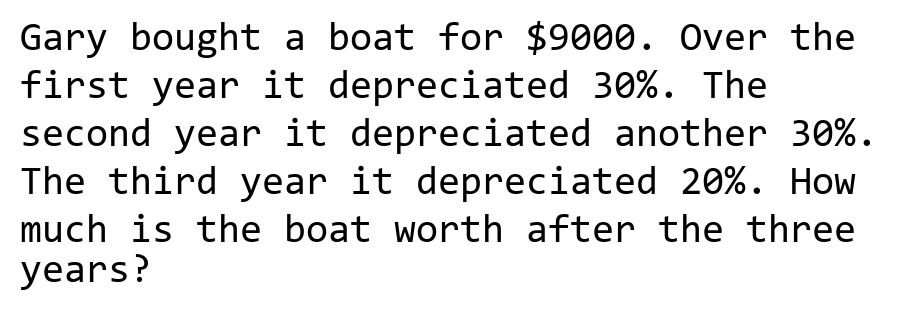 Gary bought a boat for $9000. Over the
first year it depreciated 30%. The
second year it depreciated another 30%.
The third year it depreciated 20%. How
much is the boat worth after the three
years?